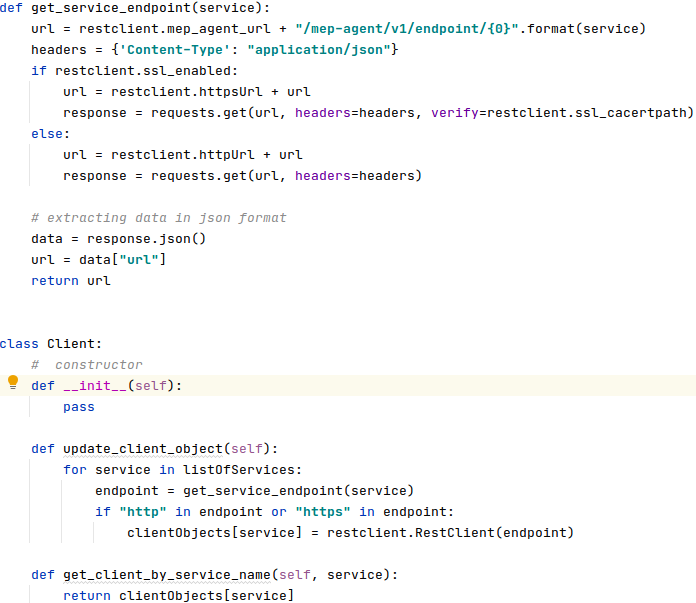 def get_service_endpoint(service):
    url = restclient.mep_agent_url + "/mep-agent/v1/endpoint/{0}".format(service)
    headers = {'Content-Type': "application/json"}
    if restclient.ssl_enabled:
        url = restclient.httpsUrl + url
        response = requests.get(url, headers=headers, verify=restclient.ssl_cacertpath)
    else:
        url = restclient.httpUrl + url
        response = requests.get(url, headers=headers)

    # extracting data in json format
    data = response.json()
    url = data["url"]
    return url


class Client:
    #  constructor
    def __init__(self):
        pass

    def update_client_object(self):
        for service in listOfServices:
            endpoint = get_service_endpoint(service)
            if "http" in endpoint or "https" in endpoint:
                clientObjects[service] = restclient.RestClient(endpoint)

    def get_client_by_service_name(self, service):
        return clientObjects[service]